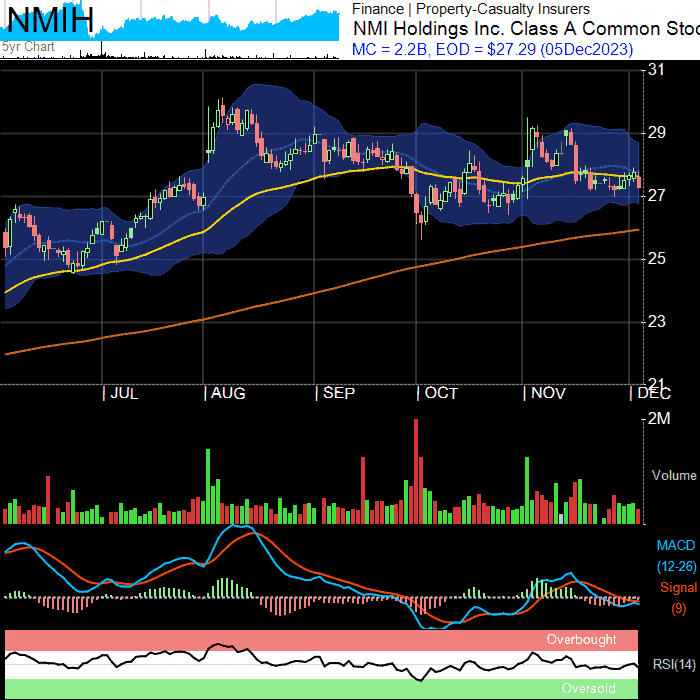 NMIH
5yr Chart
Finance | Property-Casualty Insurers
NMI Holdings Inc. Class A Common Stoc
MC = 2.2B, EOD = $27.29 (05Dec2023)
31
29
27
25
23
21
JUL
AUG
SEP
OCT
NOV
DEC
2M
Volume
MACD
(12-26)
Signal
(9)
Overbought
RSI(14)
Oversold